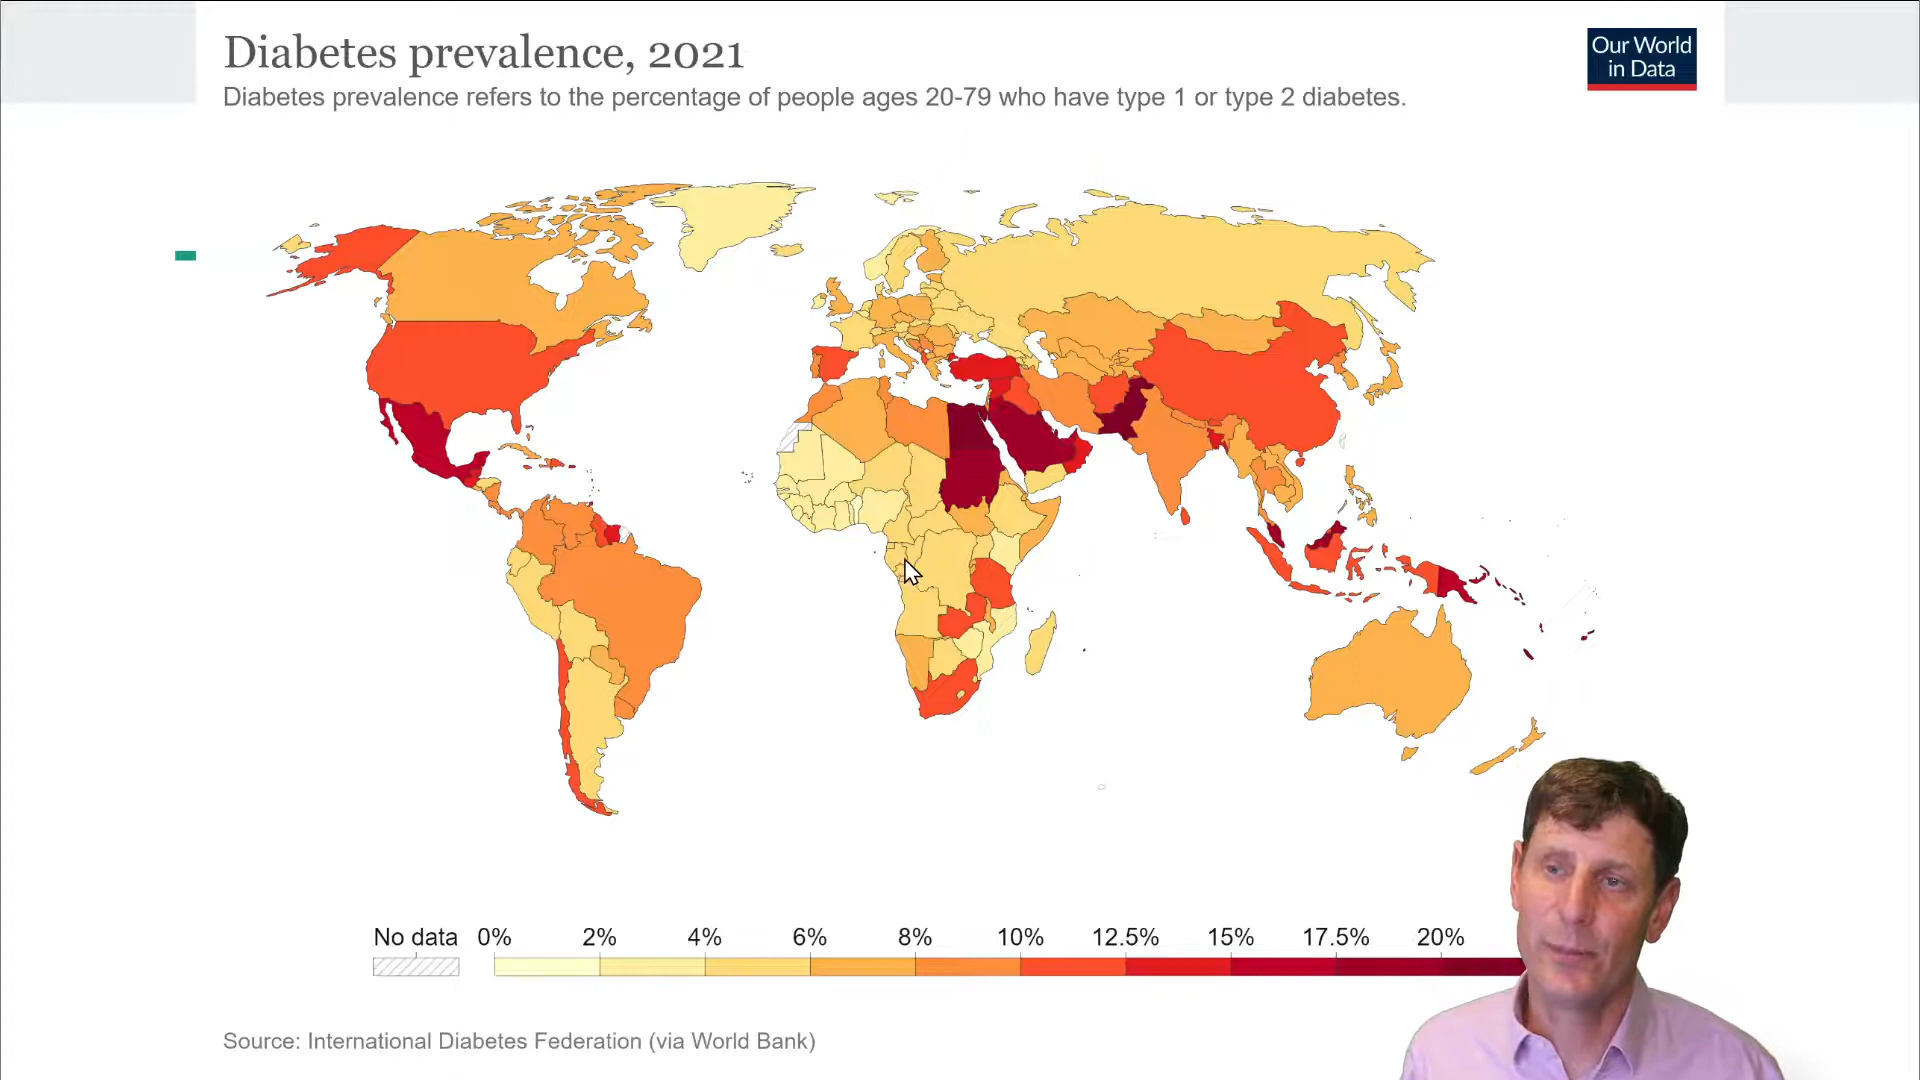 Diabetes prevalence, 2021
Our World
in Data
Diabetes prevalence refers to the percentage of people ages 20-79 who have type 1 or type 2 diabetes.
No data 0% 2% 4% 6% 8% 10% 12.5% 15% 17.5% 20%
Source: International Diabetes Federation (via World Bank)